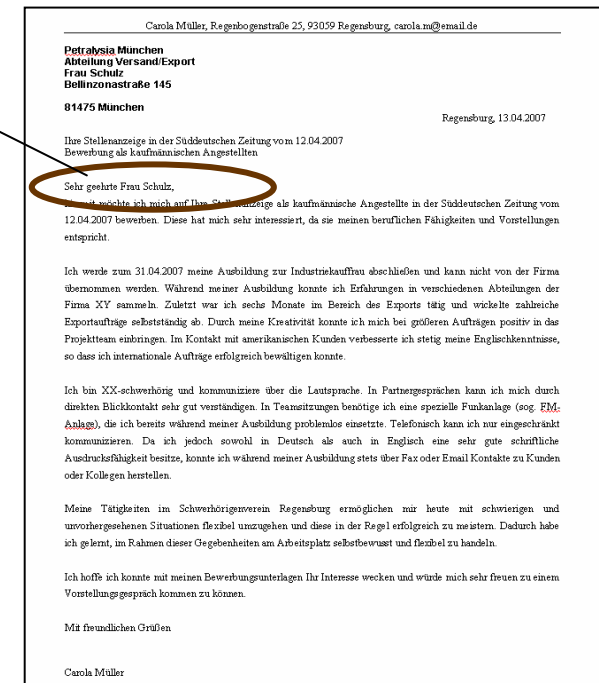 Carola Müller, Regenbogenstraße 25, 93059 Regensburg, carola.m@email.de
Petralysia München
Abteilung Versand/Export
Frau Schulz
Bellinzonastraße 145
81475 München
Regensburg, 13.04.2007
Ihre Stellenanzeige in der Süddeutschen Zeitung vom 12.04.2007
Bewerbung als kaufmännischen Angestellten
Sehr geehrte Frau Schulz,
möchte ich mich auf Ihre Stellenanzeige als kaufmännische Angestellte in der Süddeutschen Zeitung vom
12.04.2007 bewerben. Diese hat mich sehr interessiert, da sie meinen beruflichen Fähigkeiten und Vorstellungen
entspricht.
Ich werde zum 31.04.2007 meine Ausbildung zur Industriekauffrau abschließen und kann nicht von der Firma
übernommen werden. Während meiner Ausbildung konnte ich Erfahrungen in verschiedenen Abteilungen der
Firma XY sammeln. Zuletzt war ich sechs Monate im Bereich des Exports tätig und wickelte zahlreiche
Exportaufträge selbstständig ab. Durch meine Kreativität konnte ich mich bei größeren Aufträgen positiv in das
Projektteam einbringen. Im Kontakt mit amerikanischen Kunden verbesserte ich stetig meine Englischkenntnisse,
so dass ich internationale Aufträge erfolgreich bewältigen konnte.
Ich bin XX-schwerhörig und kommuniziere über die Lautsprache. In Partnergesprächen kann ich mich durch
direkten Blickkontakt sehr gut verständigen. In Teamsitzungen benötige ich eine spezielle Funkanlage (sog. FM-
Anlage), die ich bereits während meiner Ausbildung problemlos einsetzte. Telefonisch kann ich nur eingeschränkt
kommunizieren. Da ich jedoch sowohl in Deutsch als auch in Englisch eine sehr gute schriftliche
Ausdrucksfähigkeit besitze, konnte ich während meiner Ausbildung stets über Fax oder Email Kontakte zu Kunden
oder Kollegen herstellen.
Meine Tätigkeiten im Schwerhörigenverein Regensburg ermöglichen mir heute mit schwierigen und
unvorhergesehenen Situationen flexibel umzugehen und diese in der Regel erfolgreich zu meistern. Dadurch habe
ich gelernt, im Rahmen dieser Gegebenheiten am Arbeitsplatz selbstbewusst und flexibel zu handeln.
Ich hoffe ich konnte mit meinen Bewerbungsunterlagen Ihr Interesse wecken und würde mich sehr freuen zu einem
Vorstellungsgespräch kommen zu können.
Mit freundlichen Grüßen
Carola Müller